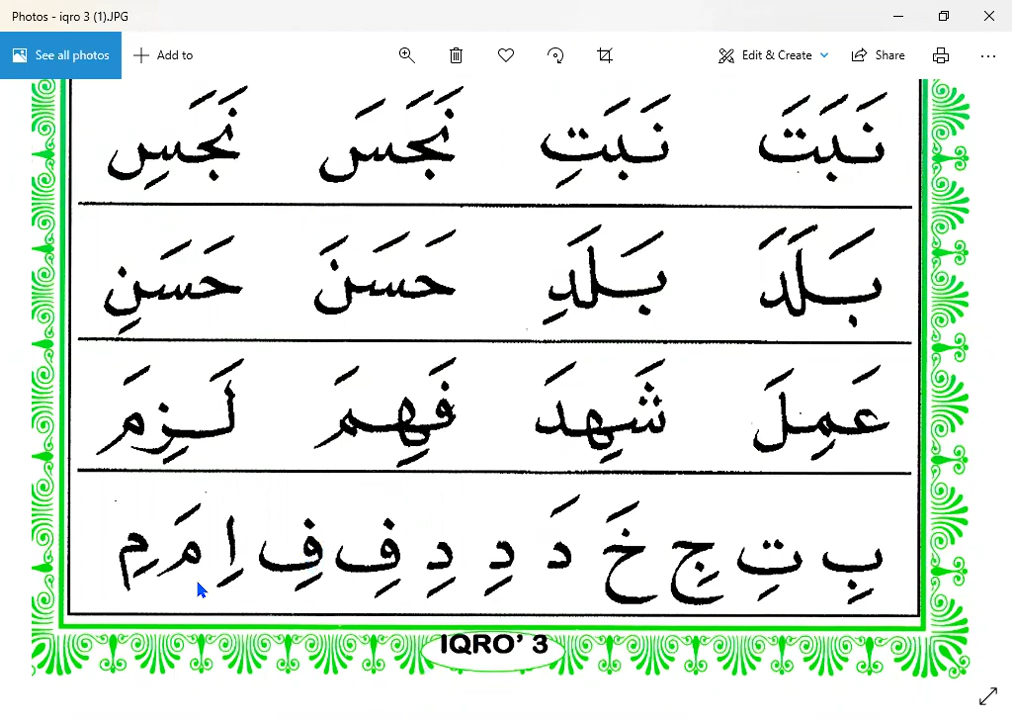 Photos - iqro 3 (1).JPG
See all photos
Add to
Edit & Create
Share
نَبَتَ نَبَتِ نَجَسَ نَجَسِ
بَلَدَ بَلَدِ حَسَنَ حَسَنِ
عَمِلَ شَهِدَ فَهِمَ لَزِمَ
بِ تِ جِ خَ دَ دِ دِ فِ فِ اِ مَ مِ
IQRO' 3